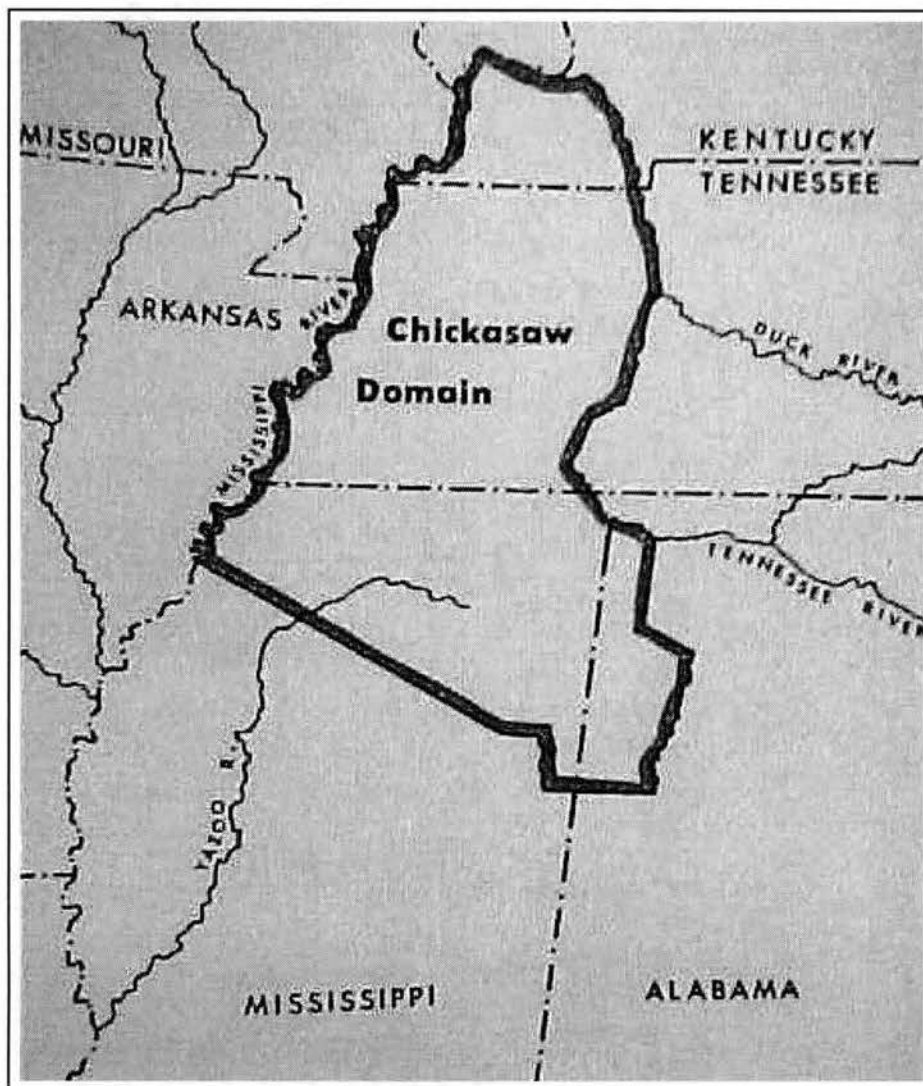 MISSOURI
KENTUCKY
TENNESSEE
ARKANSAS
MISSISSIPPI RIVER
Chickasaw
Domain
DUCK RIVER
TENNESSEE RIVER
YAZOO R.
MISSISSIPPI
ALABAMA